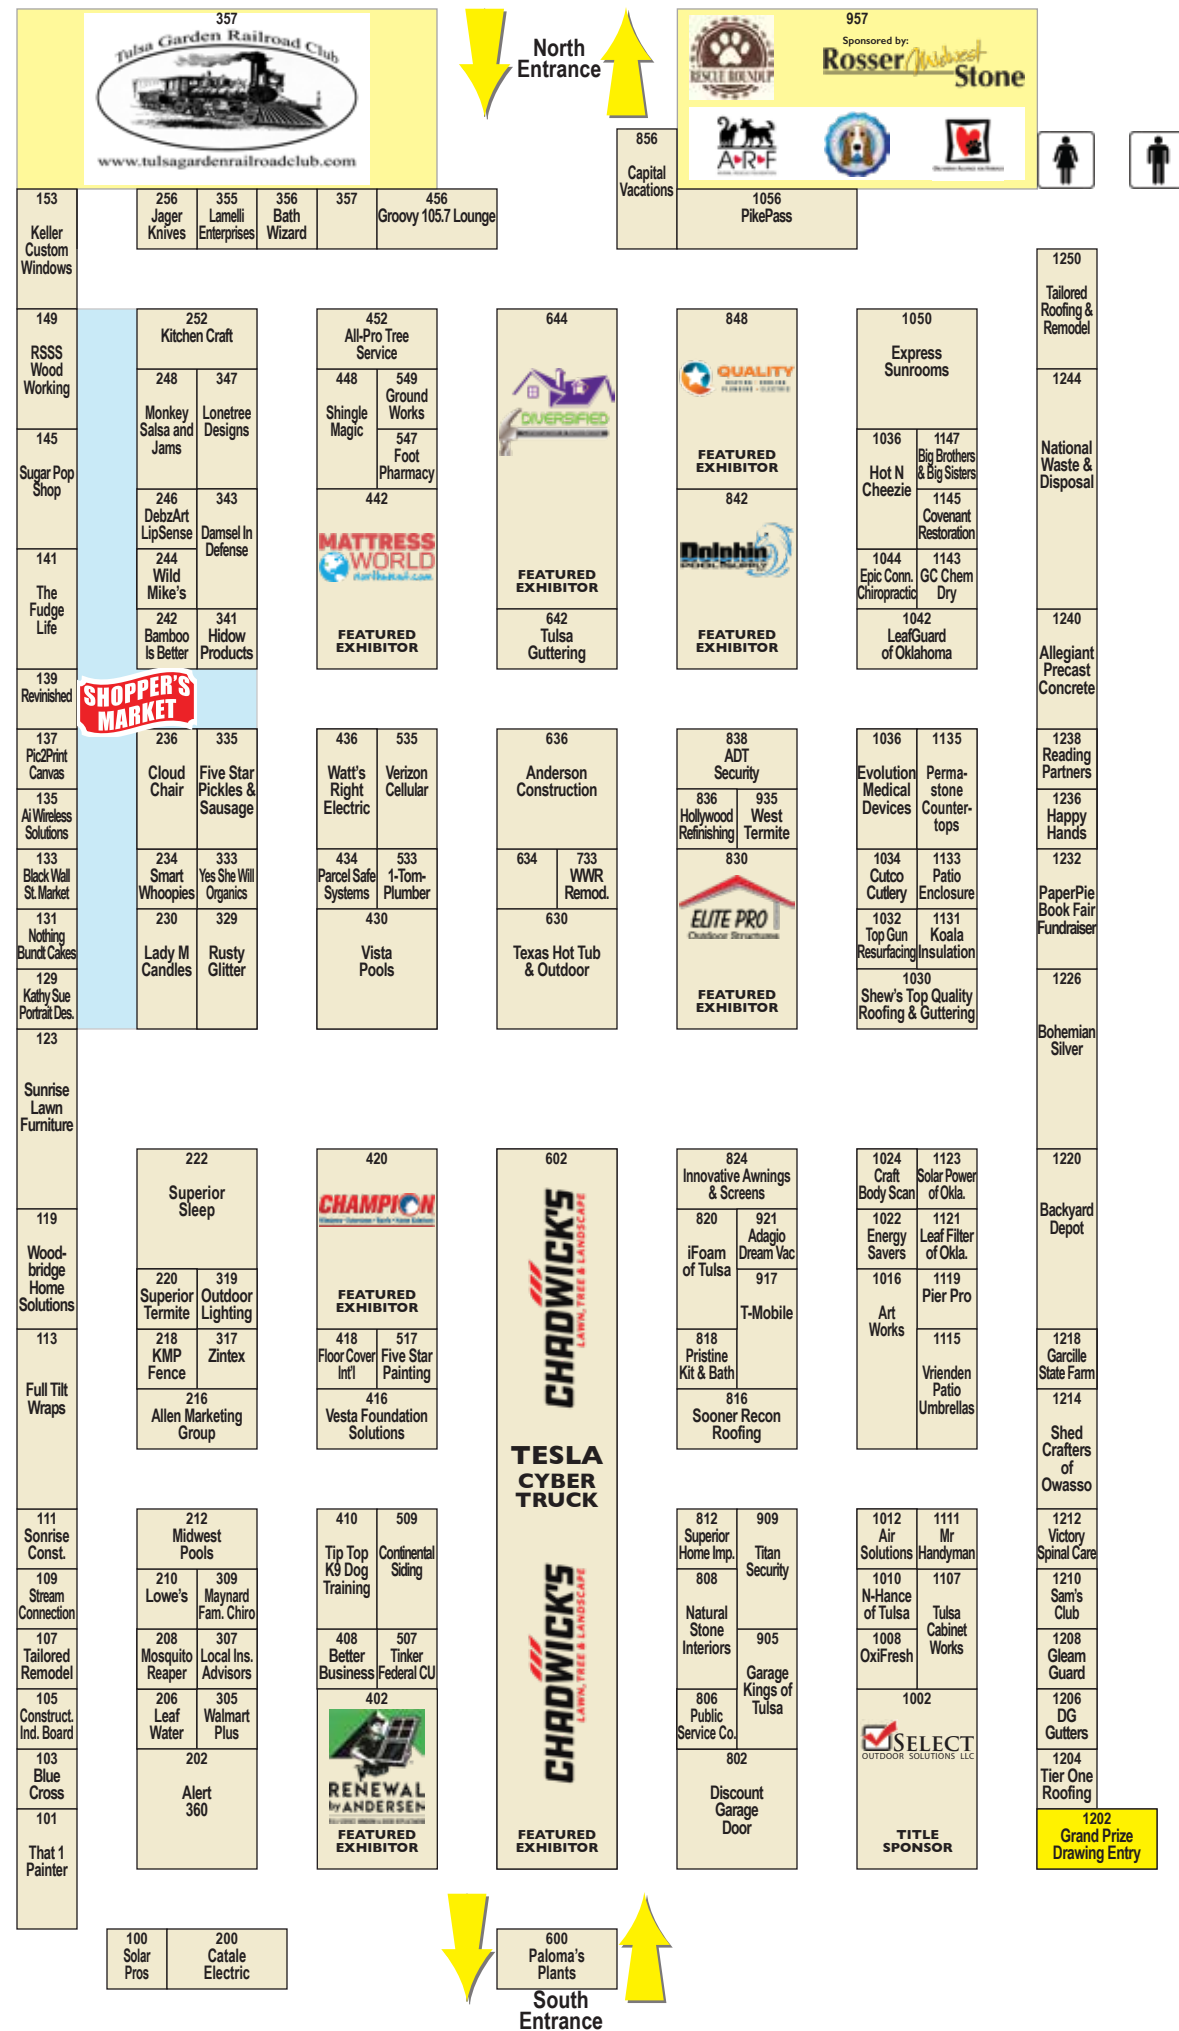 357
Tulsa Garden Railroad Club
www.tulsagardenrailroadclub.com
North
Entrance
957
RESCUE ROUNDUP
Sponsored by:
Rosser Midwest
Stone
A R F
856
Capital
Vacations
1056
PikePass
153
Keller
Custom
Windows
256
Jager
Knives
355
Lamelli
Enterprises
356
Bath
Wizard
357
456
Groovy 105.7 Lounge
1250
Tailored
Roofing &
Remodel
149
RSSS
Wood
Working
252
Kitchen Craft
452
All-Pro Tree
Service
644
DIVERSIFIED
FEATURED
EXHIBITOR
848
QUALITY
HEATING · COOLING
PLUMBING · ELECTRIC
FEATURED
EXHIBITOR
1050
Express
Sunrooms
1244
National
Waste &
Disposal
248
Monkey
Salsa and
Jams
347
Lonetree
Designs
448
Shingle
Magic
549
Ground
Works
547
Foot
Pharmacy
145
Sugar Pop
Shop
1036
Hot N
Cheezie
1147
Big Brothers
& Big Sisters
1145
Covenant
Restoration
246
DebzArt
LipSense
343
Damsel In
Defense
442
MATTRESS
WORLD
northwest.com
FEATURED
EXHIBITOR
842
Dolphin
POOL SUPPLY
FEATURED
EXHIBITOR
141
The
Fudge
Life
244
Wild
Mike's
1044
Epic Conn.
Chiropractic
1143
GC Chem
Dry
242
Bamboo
Is Better
341
Hidow
Products
642
Tulsa
Guttering
1042
LeafGuard
of Oklahoma
1240
Allegiant
Precast
Concrete
139
Revinished
SHOPPER'S
MARKET
137
Pic2Print
Canvas
236
Cloud
Chair
335
Five Star
Pickles &
Sausage
436
Watt's
Right
Electric
535
Verizon
Cellular
636
Anderson
Construction
838
ADT
Security
1036
Evolution
Medical
Devices
1135
Perma-
stone
Counter-
tops
1238
Reading
Partners
135
Ai Wireless
Solutions
836
Hollywood
Refinishing
935
West
Termite
1236
Happy
Hands
133
Black Wall
St. Market
234
Smart
Whoopies
333
Yes She Will
Organics
434
Parcel Safe
Systems
533
1-Tom-
Plumber
634
733
WWR
Remod.
830
ELITE PRO
Outdoor Structures
FEATURED
EXHIBITOR
1034
Cutco
Cutlery
1133
Patio
Enclosure
1232
PaperPie
Book Fair
Fundraiser
131
Nothing
Bundt Cakes
230
Lady M
Candles
329
Rusty
Glitter
430
Vista
Pools
630
Texas Hot Tub
& Outdoor
1032
Top Gun
Resurfacing
1131
Koala
Insulation
129
Kathy Sue
Portrait Des.
1030
Shew's Top Quality
Roofing & Guttering
1226
Bohemian
Silver
123
Sunrise
Lawn
Furniture
222
Superior
Sleep
420
CHAMPION
FEATURED
EXHIBITOR
602
CHADWICK'S
LAWN, TREE & LANDSCAPE
TESLA
CYBER
TRUCK
CHADWICK'S
LAWN, TREE & LANDSCAPE
FEATURED
EXHIBITOR
824
Innovative Awnings
& Screens
1024
Craft
Body Scan
1123
Solar Power
of Okla.
1220
Backyard
Depot
119
Wood-
bridge
Home
Solutions
820
iFoam
of Tulsa
921
Adagio
Dream Vac
1022
Energy
Savers
1121
Leaf Filter
of Okla.
220
Superior
Termite
319
Outdoor
Lighting
917
T-Mobile
1016
Art
Works
1119
Pier Pro
113
Full Tilt
Wraps
218
KMP
Fence
317
Zintex
418
Floor Cover
Int'l
517
Five Star
Painting
818
Pristine
Kit & Bath
1115
Vrienden
Patio
Umbrellas
1218
Garcille
State Farm
216
Allen Marketing
Group
416
Vesta Foundation
Solutions
816
Sooner Recon
Roofing
1214
Shed
Crafters
of
Owasso
111
Sonrise
Const.
212
Midwest
Pools
410
Tip Top
K9 Dog
Training
509
Continental
Siding
812
Superior
Home Imp.
909
Titan
Security
1012
Air
Solutions
1111
Mr
Handyman
1212
Victory
Spinal Care
109
Stream
Connection
210
Lowe's
309
Maynard
Fam. Chiro
808
Natural
Stone
Interiors
1010
N-Hance
of Tulsa
1107
Tulsa
Cabinet
Works
1210
Sam's
Club
107
Tailored
Remodel
208
Mosquito
Reaper
307
Local Ins.
Advisors
408
Better
Business
507
Tinker
Federal CU
905
Garage
Kings of
Tulsa
1008
OxiFresh
1208
Gleam
Guard
105
Construct.
Ind. Board
206
Leaf
Water
305
Walmart
Plus
402
RENEWAL
by ANDERSEN
FEATURED
EXHIBITOR
806
Public
Service Co.
1002
SELECT
OUTDOOR SOLUTIONS LLC
TITLE
SPONSOR
1206
DG
Gutters
103
Blue
Cross
202
Alert
360
802
Discount
Garage
Door
1204
Tier One
Roofing
101
That 1
Painter
1202
Grand Prize
Drawing Entry
100
Solar
Pros
200
Catale
Electric
600
Paloma's
Plants
South
Entrance